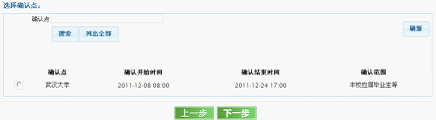 选择确认点:
确认点
刷新
搜索 列出全部
确认点 确认开始时间 确认结束时间 确认范围
武汉大学 2011-12-08 08:00 2011-12-24 17:00 本校应届毕业生等
上一步 下一步